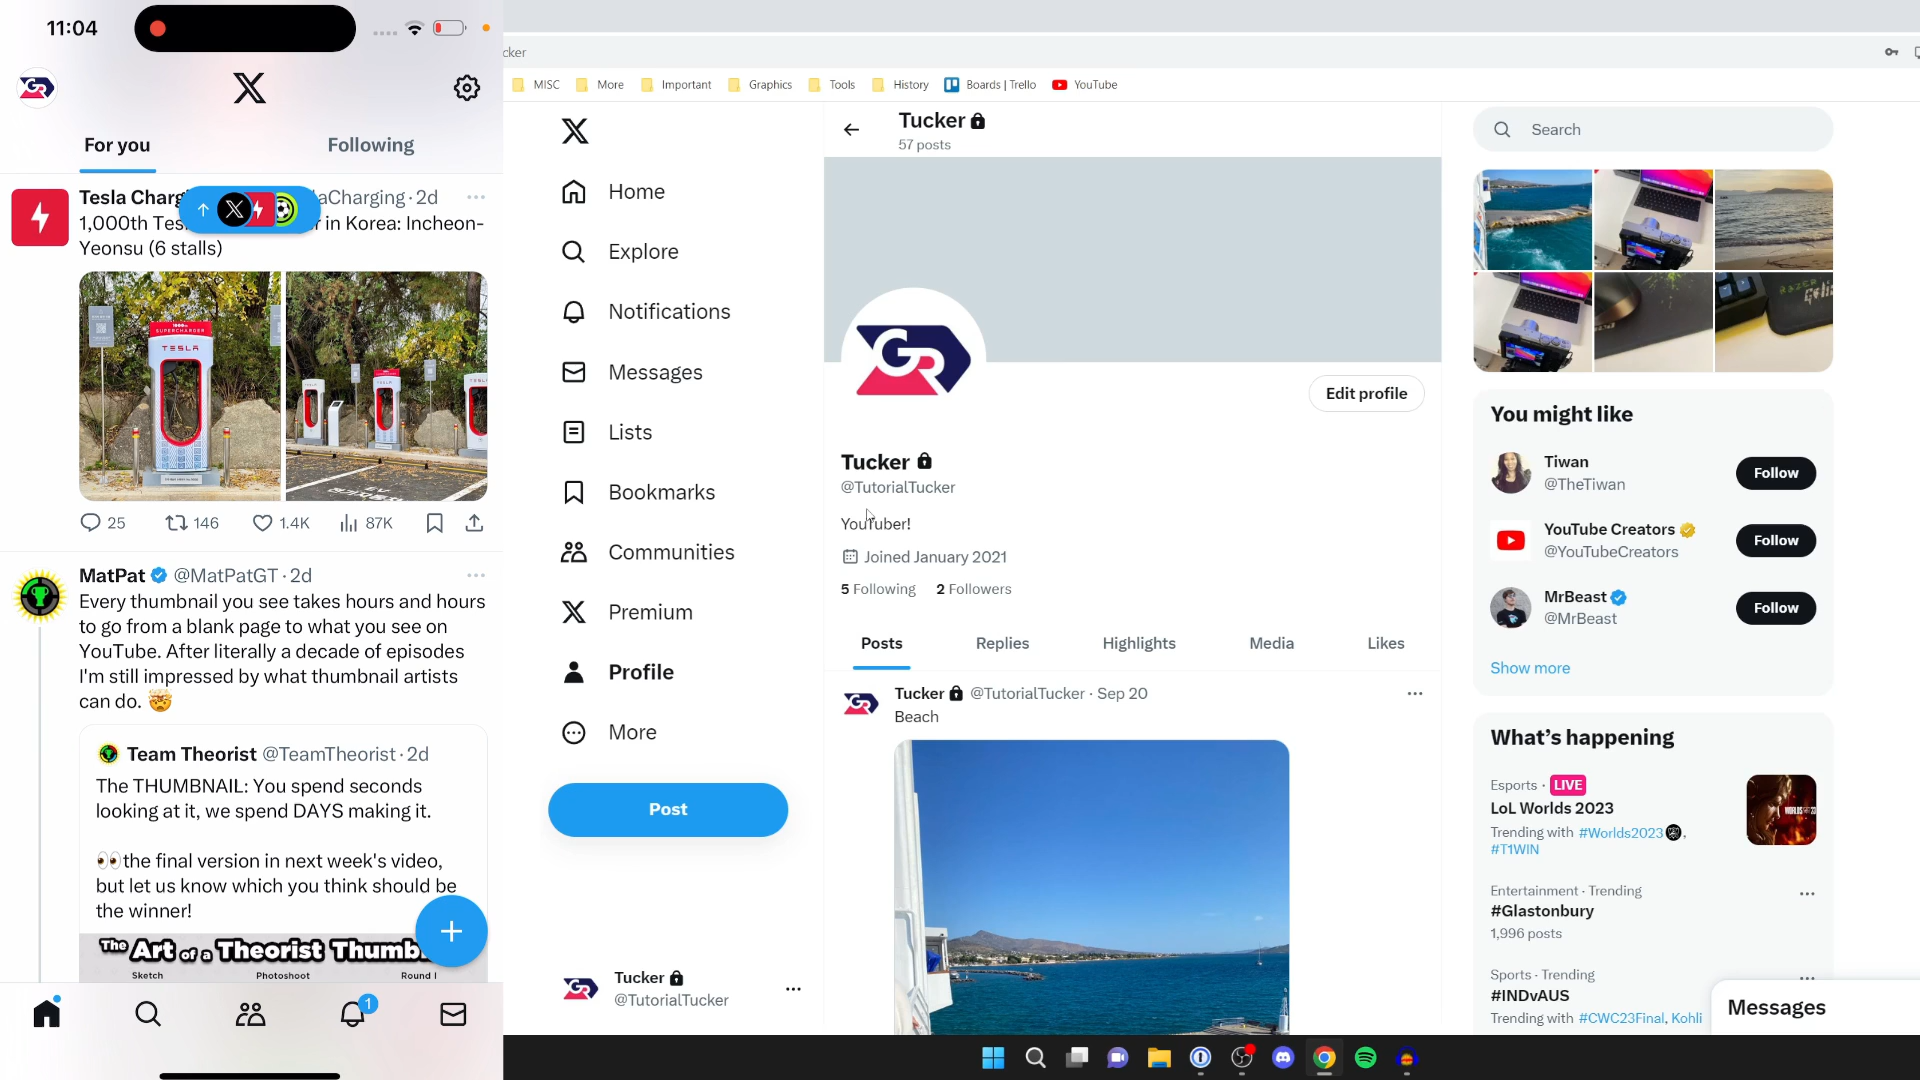 11:04
For you
Following
Tesla Charg
aCharging · 2d
1,000th Tes
r in Korea: Incheon-
Yeonsu (6 stalls)
1000th
SUPERCHARGER
TESLA
25
146
1.4K
87K
MatPat @MatPatGT · 2d
Every thumbnail you see takes hours and hours
to go from a blank page to what you see on
YouTube. After literally a decade of episodes
I'm still impressed by what thumbnail artists
can do. 🤯
Team Theorist @TeamTheorist · 2d
The THUMBNAIL: You spend seconds
looking at it, we spend DAYS making it.
👀the final version in next week's video,
but let us know which you think should be
the winner!
The Art of a Theorist Thumb
Sketch
Photoshoot
Round I
1
cker
MISC
More
Important
Graphics
Tools
History
Boards | Trello
YouTube
Home
Explore
Notifications
Messages
Lists
Bookmarks
Communities
Premium
Profile
More
Post
Tucker
@TutorialTucker
Tucker
57 posts
GR
Edit profile
Tucker
@TutorialTucker
YouTuber!
Joined January 2021
5 Following 2 Followers
Posts
Replies
Highlights
Media
Likes
Tucker @TutorialTucker · Sep 20
Beach
Search
RAZER
You might like
Tiwan
@TheTiwan
Follow
YouTube Creators
@YouTubeCreators
Follow
MrBeast
@MrBeast
Follow
Show more
What's happening
Esports · LIVE
LoL Worlds 2023
Trending with #Worlds2023,
#T1WIN
Entertainment · Trending
#Glastonbury
1,996 posts
Sports · Trending
#INDvAUS
Trending with #CWC23Final, Kohli
Messages